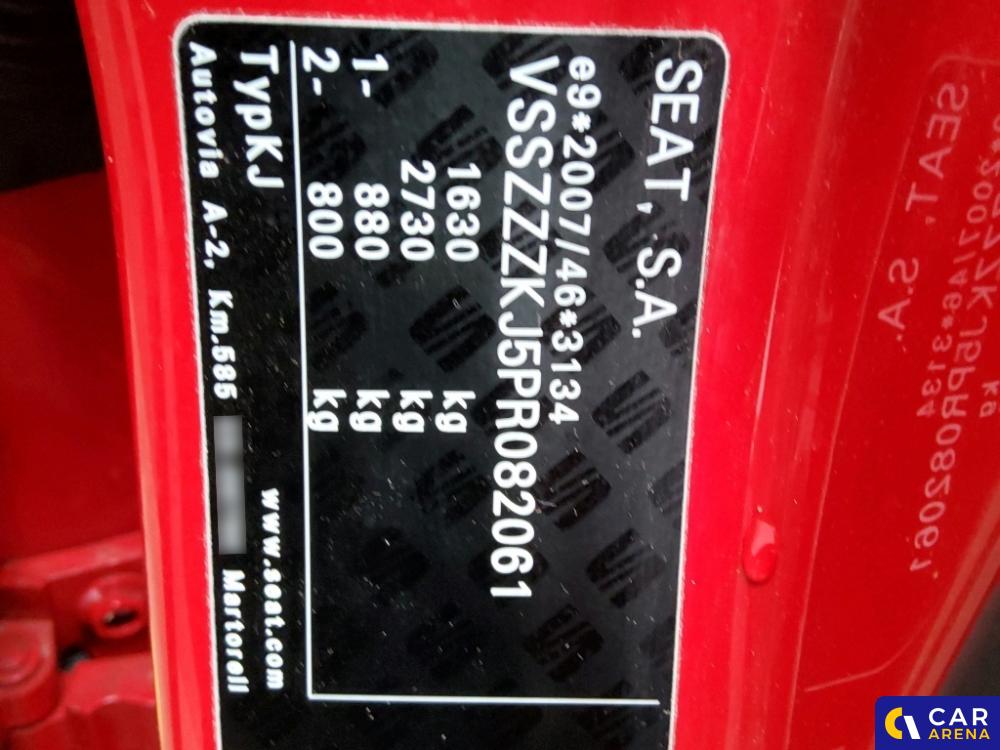 SEAT, S.A.
e9*2007/46*3134
VSSZZZKJ5PR082061
1630 kg
2730 kg
1- 880 kg
2- 800 kg
TypKJ www.seat.com
Autovia A-2, Km.585 Martorell
CAR
ARENA